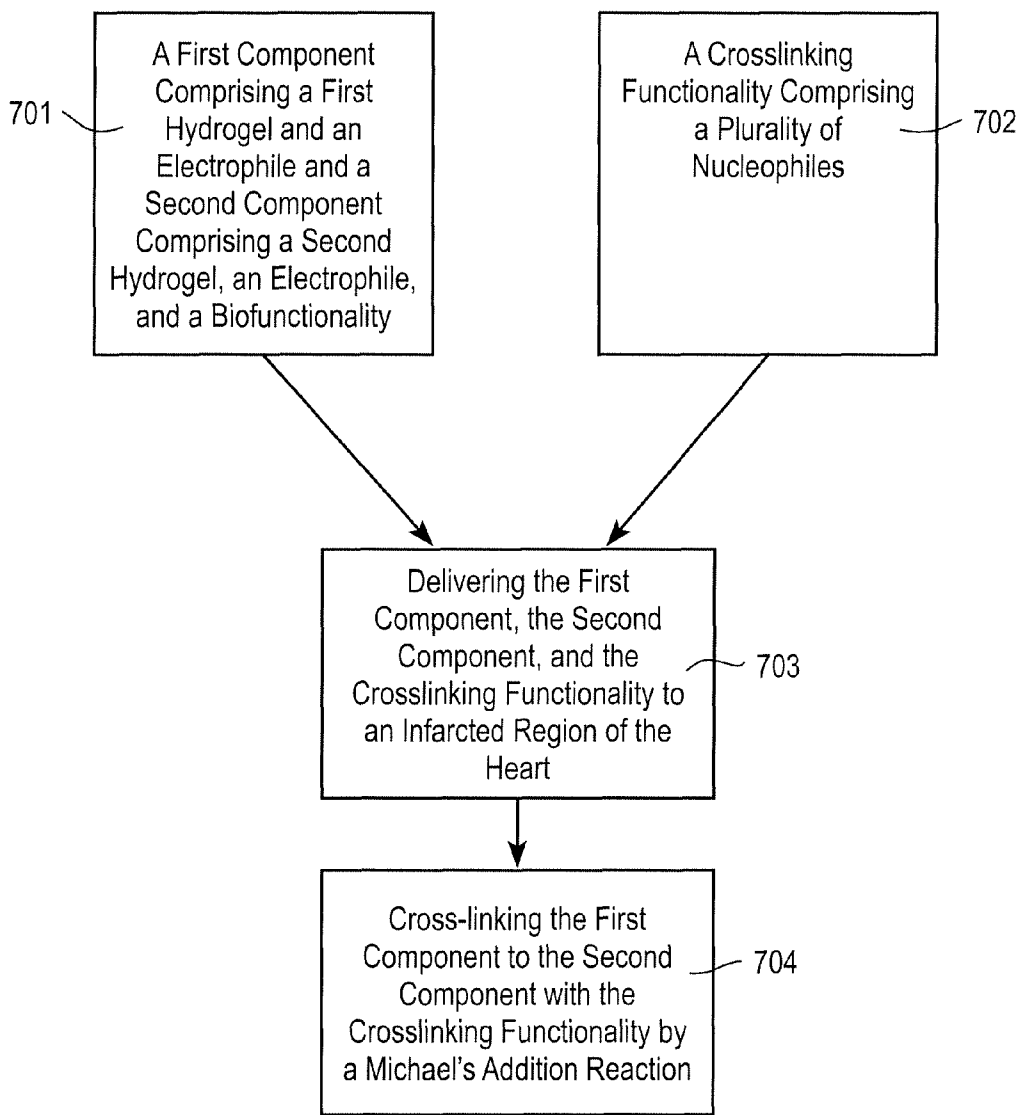 A First Component
Comprising a First
Hydrogel and an
Electrophile and a
Second Component
Comprising a Second
Hydrogel, an Electrophile,
and a Biofunctionality
701
A Crosslinking
Functionality Comprising
a Plurality of
Nucleophiles
702
Delivering the First
Component, the Second
Component, and the
Crosslinking Functionality to
an Infarcted Region of the
Heart
703
Cross-linking the First
Component to the Second
Component with the
Crosslinking Functionality by
a Michael's Addition Reaction
704